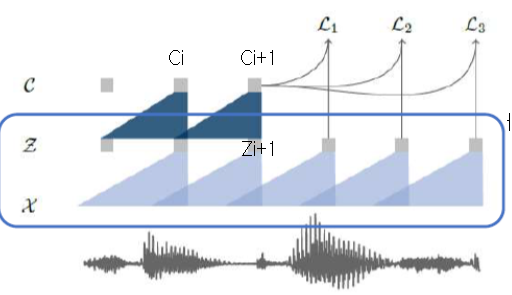 ℒ₁ ℒ₂ ℒ₃
Ci Ci+1
𝒞
𝒵 Zi+1
𝒳